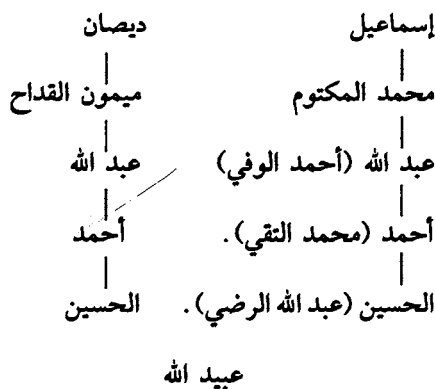 إسماعيل ديصان
محمد المكتوم ميمون القداح
عبد الله (أحمد الوفي) عبد الله
أحمد (محمد التقي). أحمد
الحسين (عبد الله الرضي). الحسين
عبيد الله